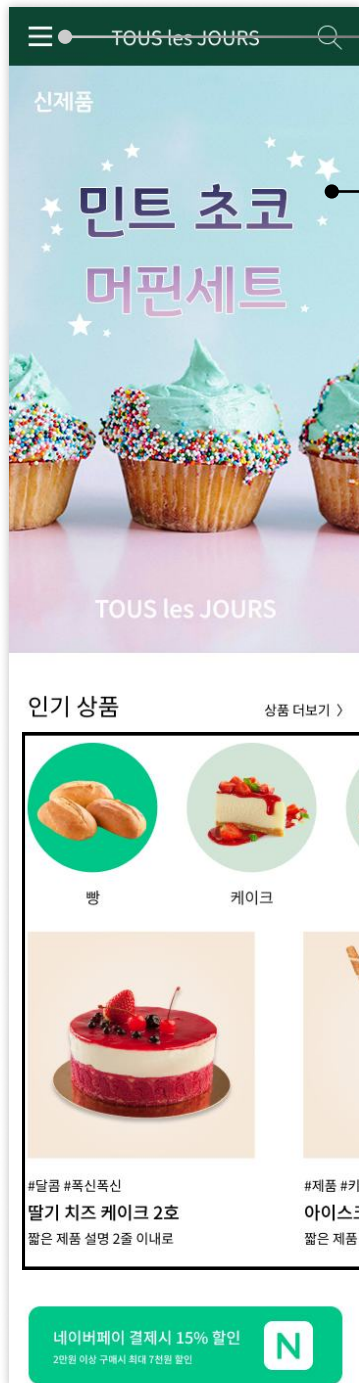 TOUS les JOURS
신제품
민트 초코
머핀세트
TOUS les JOURS
인기 상품
상품 더보기 〉
빵
케이크
#달콤 #폭신폭신
딸기 치즈 케이크 2호
짧은 제품 설명 2줄 이내로
#제품 #키
아이스크
짧은 제품
네이버페이 결제시 15% 할인
2만원 이상 구매시 최대 7천원 할인
N